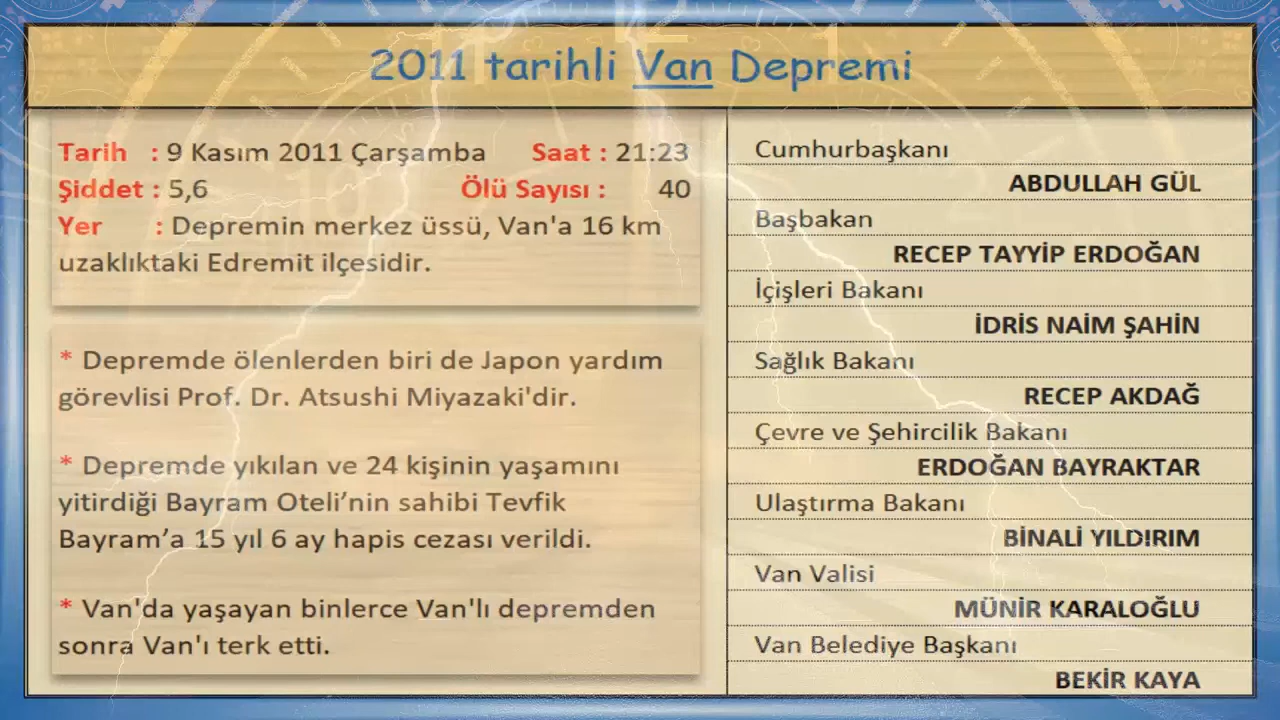 2011 tarihli Van Depremi
Tarih : 9 Kasım 2011 Çarşamba Saat : 21:23
Şiddet : 5,6 Ölü Sayısı : 40
Yer : Depremin merkez üssü, Van'a 16 km
uzaklıktaki Edremit ilçesidir.
* Depremde ölenlerden biri de Japon yardım
görevlisi Prof. Dr. Atsushi Miyazaki'dir.
* Depremde yıkılan ve 24 kişinin yaşamını
yitirdiği Bayram Oteli’nin sahibi Tevfik
Bayram’a 15 yıl 6 ay hapis cezası verildi.
* Van'da yaşayan binlerce Van'lı depremden
sonra Van'ı terk etti.
Cumhurbaşkanı
ABDULLAH GÜL
Başbakan
RECEP TAYYİP ERDOĞAN
İçişleri Bakanı
İDRİS NAİM ŞAHİN
Sağlık Bakanı
RECEP AKDAĞ
Çevre ve Şehircilik Bakanı
ERDOĞAN BAYRAKTAR
Ulaştırma Bakanı
BİNALİ YILDIRIM
Van Valisi
MÜNİR KARALOĞLU
Van Belediye Başkanı
BEKİR KAYA